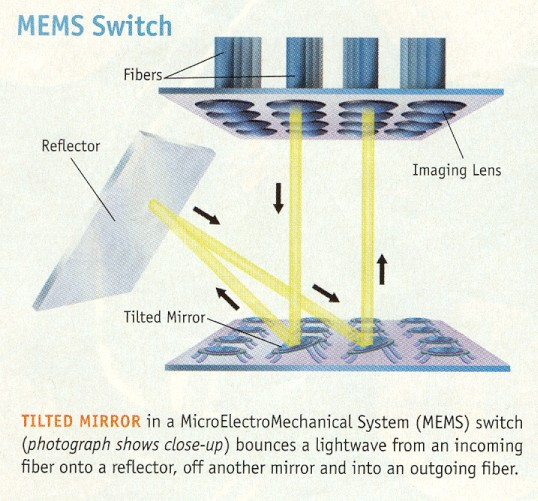 MEMS Switch
Fibers
Reflector
Imaging Lens
Tilted Mirror
TILTED MIRROR in a MicroElectroMechanical System (MEMS) switch
(photograph shows close-up) bounces a lightwave from an incoming
fiber onto a reflector, off another mirror and into an outgoing fiber.